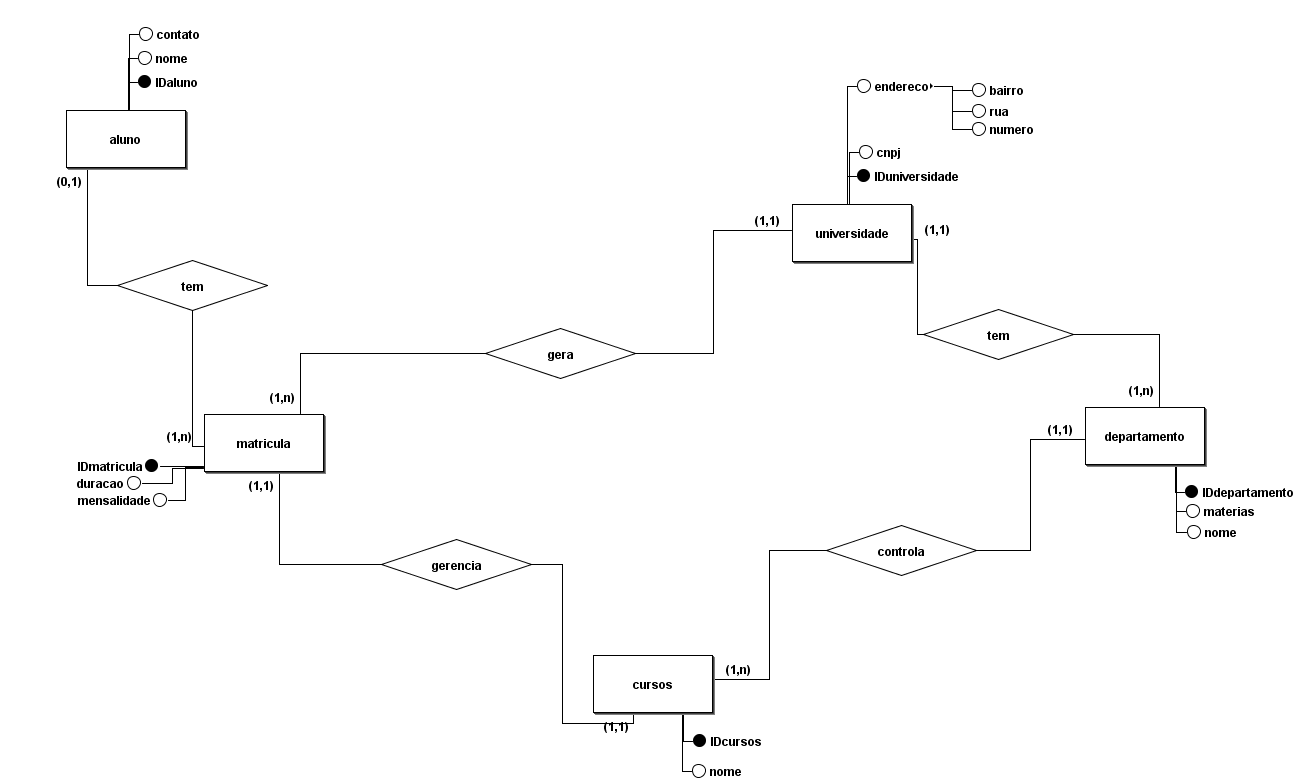 contato
nome
IDaluno
aluno
(0,1)
tem
endereco
bairro
rua
numero
cnpj
IDuniversidade
(1,1)
universidade
(1,1)
gera
tem
(1,n)
(1,n)
(1,n)
matricula
IDmatricula
duracao
mensalidade
(1,1)
(1,1)
departamento
IDdepartamento
materias
nome
gerencia
controla
(1,n)
cursos
(1,1)
IDcursos
nome